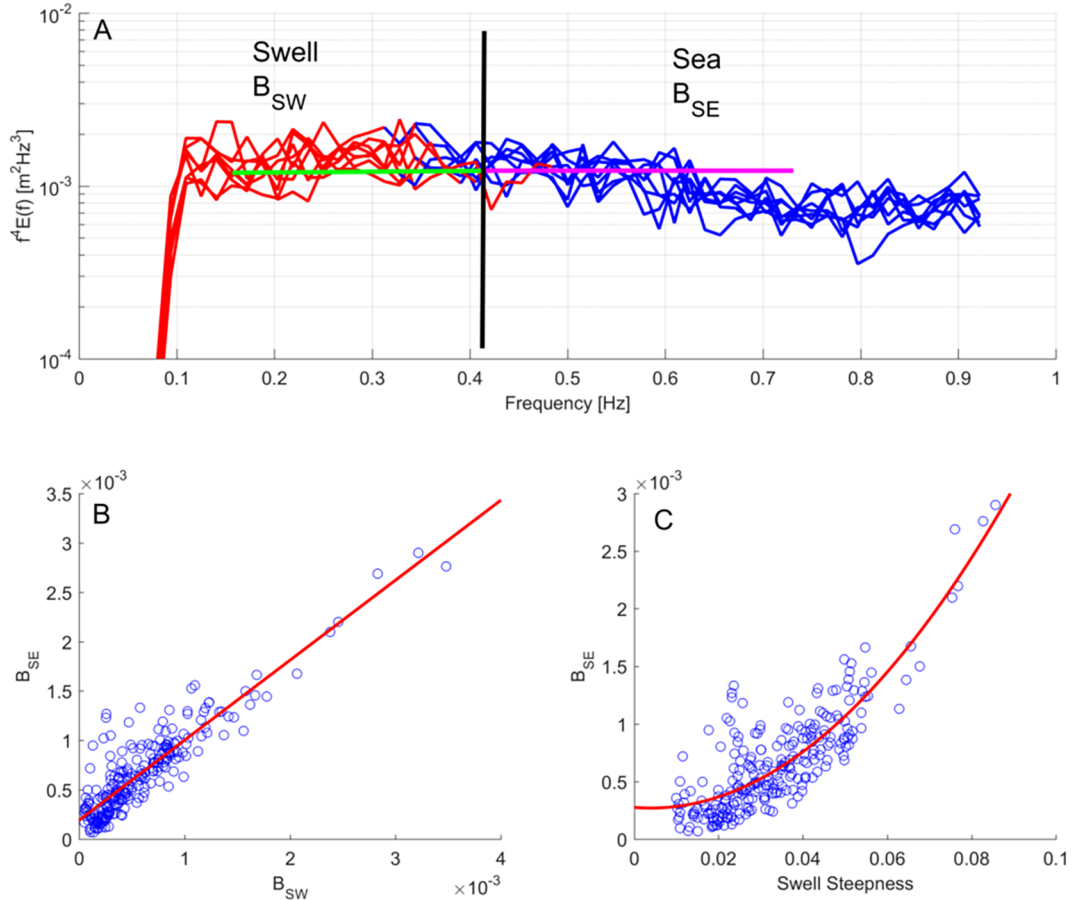 A
Swell
B_SW
Sea
B_SE
10^-2
10^-3
10^-4
f^4E(f) [m^2Hz^3]
0 0.1 0.2 0.3 0.4 0.5 0.6 0.7 0.8 0.9 1
Frequency [Hz]
×10^-3
B
3.5
3
2.5
2
1.5
1
0.5
0
B_SE
0 1 2 3 4
B_SW
×10^-3
×10^-3
C
3
2.5
2
1.5
1
0.5
0
B_SE
0 0.02 0.04 0.06 0.08 0.1
Swell Steepness